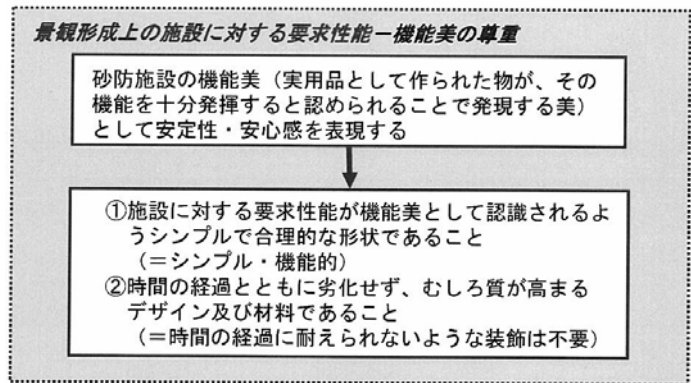 景観形成上の施設に対する要求性能－機能美の尊重
砂防施設の機能美（実用品として作られた物が、その
機能を十分発揮すると認められることで発現する美）
として安定性・安心感を表現する
①施設に対する要求性能が機能美として認識されるよ
うシンプルで合理的な形状であること
（＝シンプル・機能的）
②時間の経過とともに劣化せず、むしろ質が高まる
デザイン及び材料であること
（＝時間の経過に耐えられないような装飾は不要）